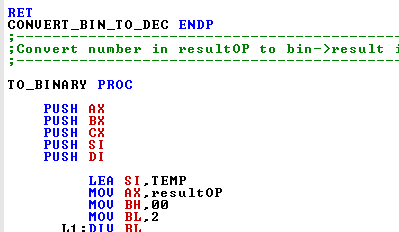 RET
CONVERT_BIN_TO_DEC ENDP
;-----------------------------------------------
;Convert number in resultOP to bin->result i
;-----------------------------------------------
TO_BINARY PROC
PUSH AX
PUSH BX
PUSH CX
PUSH SI
PUSH DI
LEA SI,TEMP
MOV AX,resultOP
MOV BH,00
MOV BL,2
L1:DIV BL